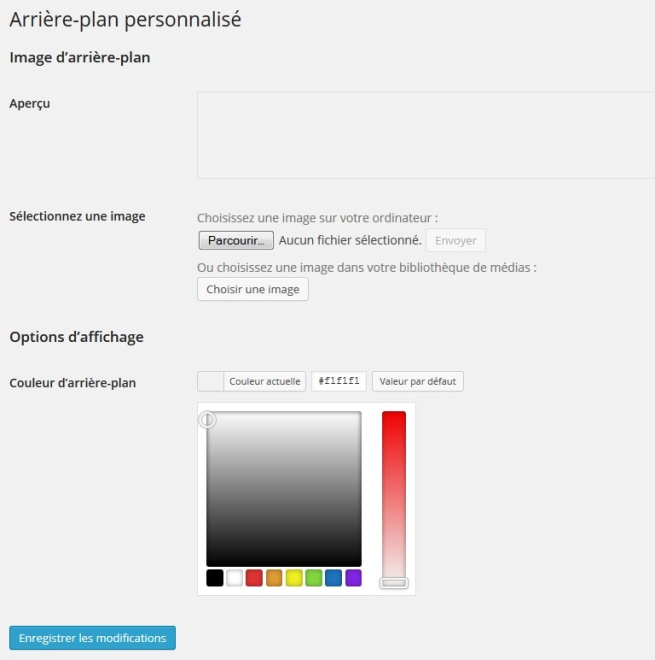 Arrière-plan personnalisé
Image d’arrière-plan
Aperçu
Sélectionnez une image
Choisissez une image sur votre ordinateur :
Parcourir... Aucun fichier sélectionné. Envoyer
Ou choisissez une image dans votre bibliothèque de médias :
Choisir une image
Options d’affichage
Couleur d’arrière-plan
Couleur actuelle #f1f1f1 Valeur par défaut
Enregistrer les modifications